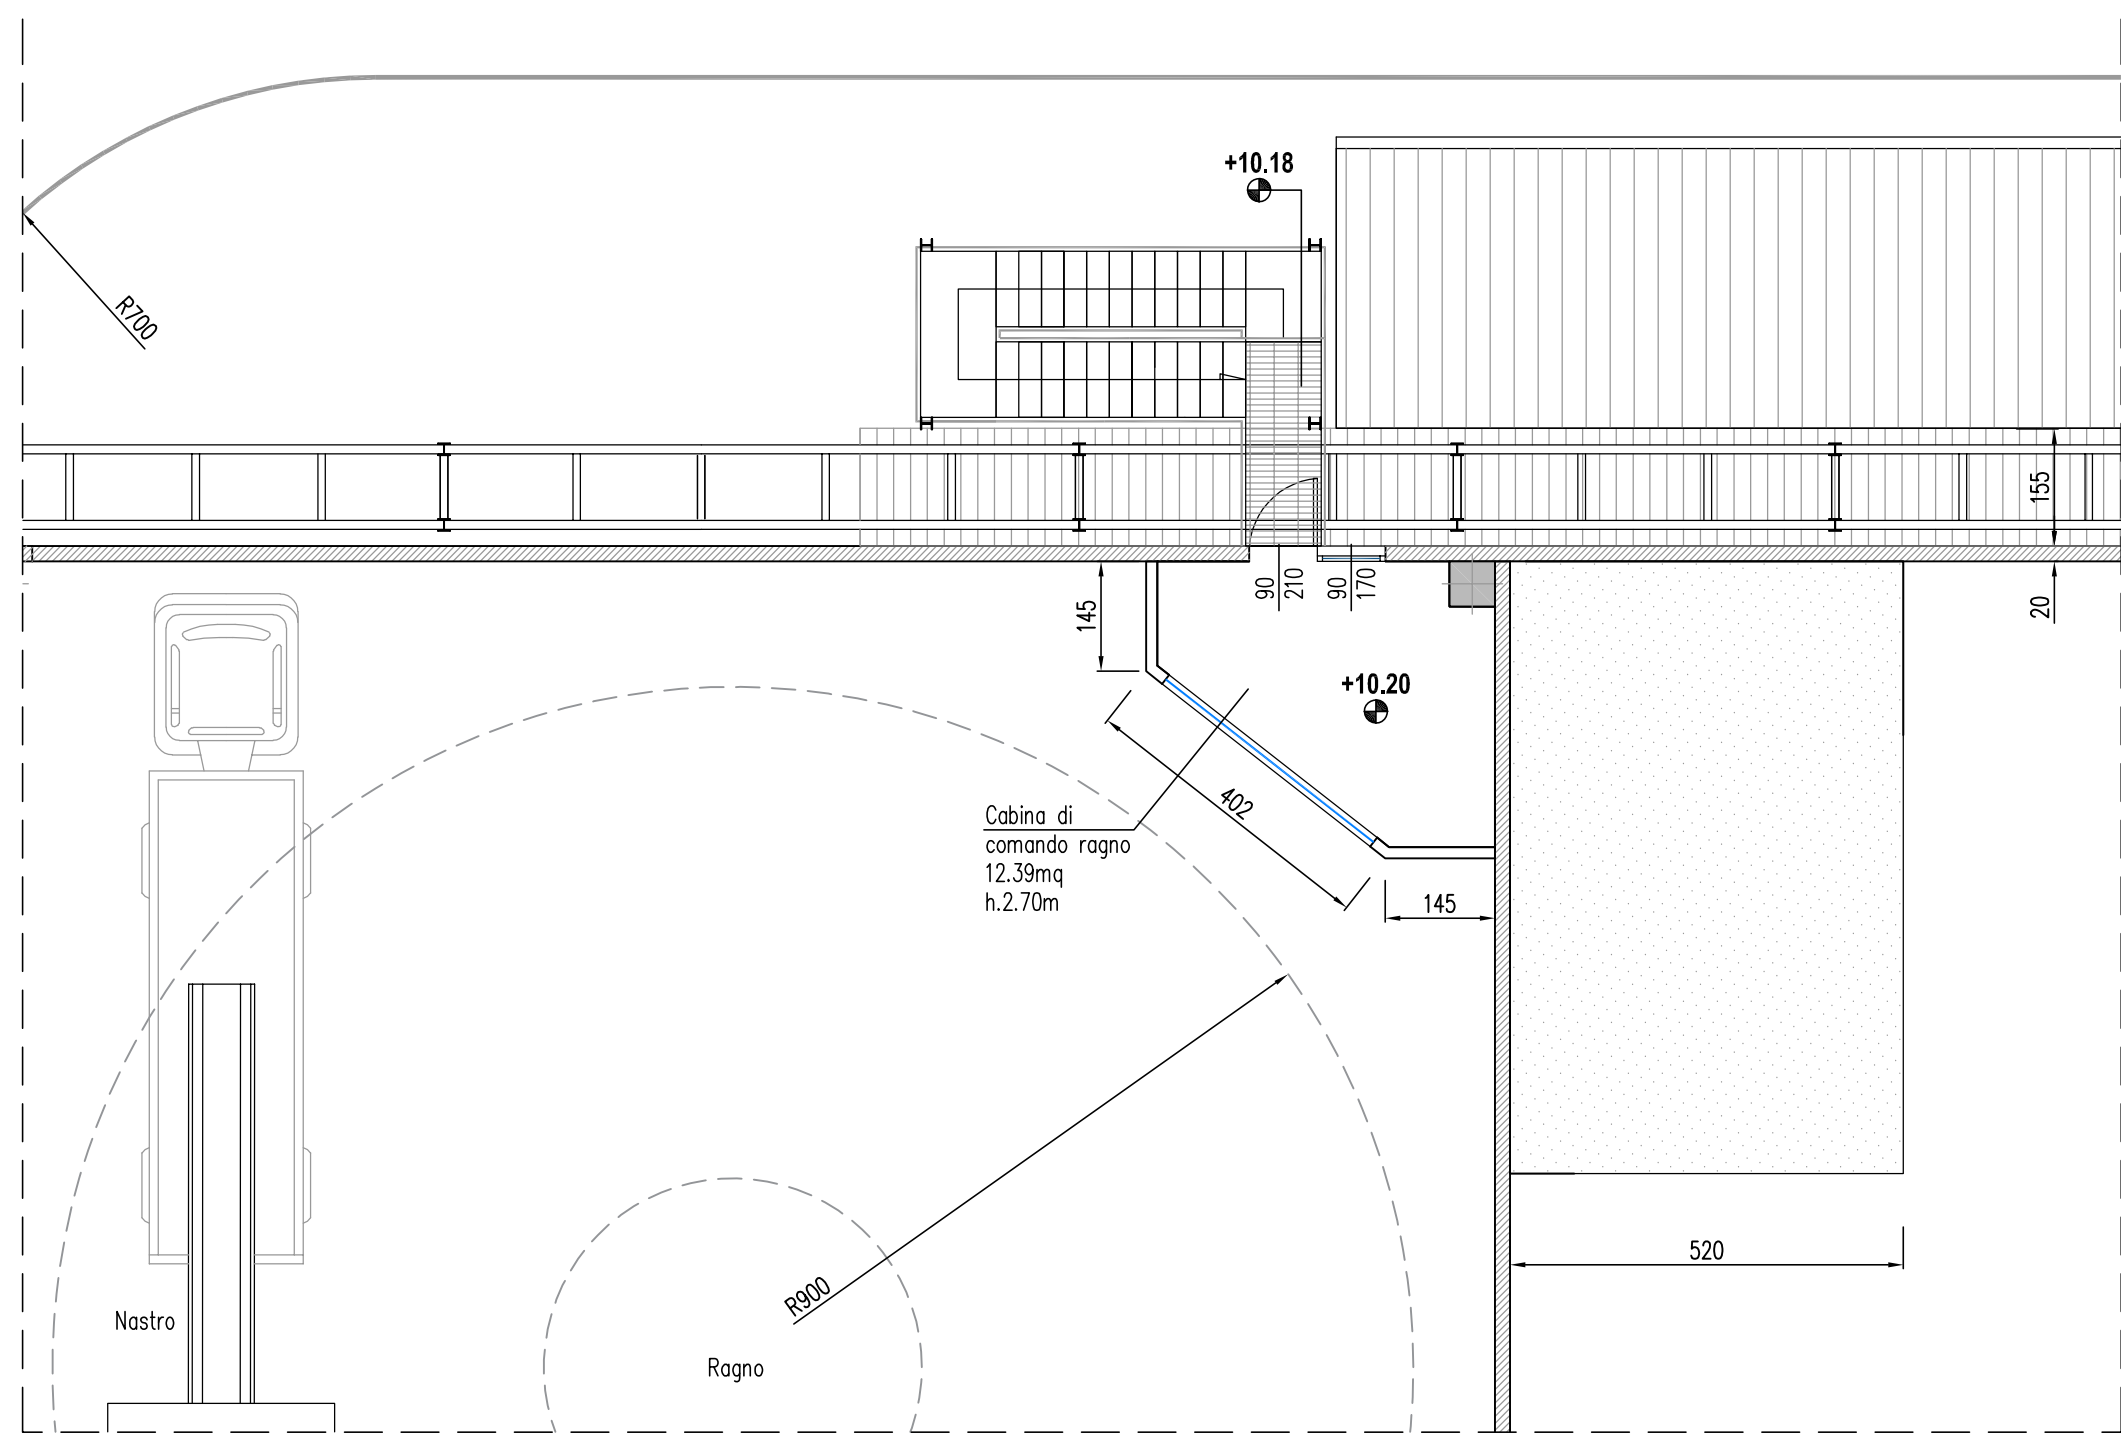 +10.18
R700
155
90
210
90
170
145
20
+10.20
402
Cabina di
comando ragno
12.39mq
h.2.70m
145
520
R900
Nastro
Ragno